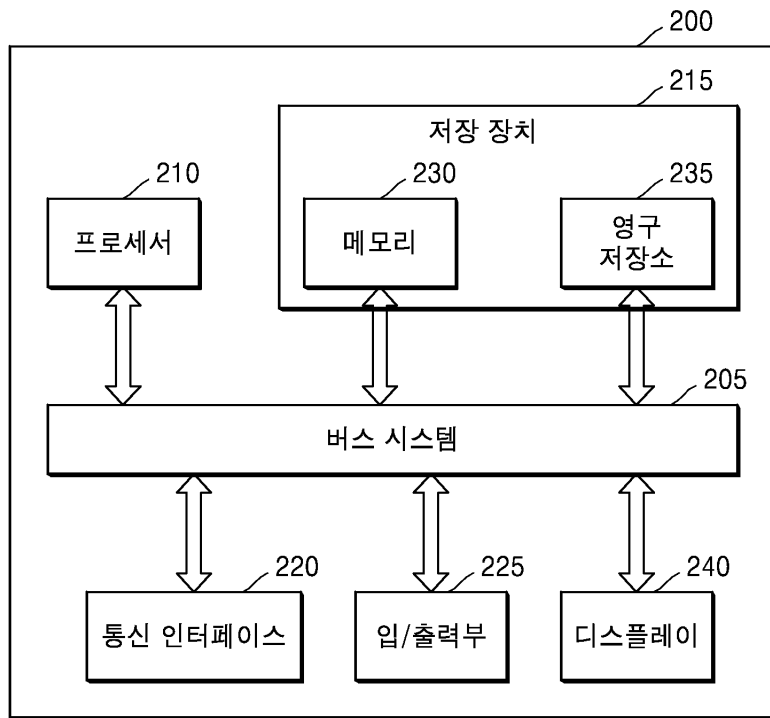 200
215
저장 장치
210
230
235
프로세서
메모리
영구
저장소
205
버스 시스템
220
225
240
통신 인터페이스
입/출력부
디스플레이